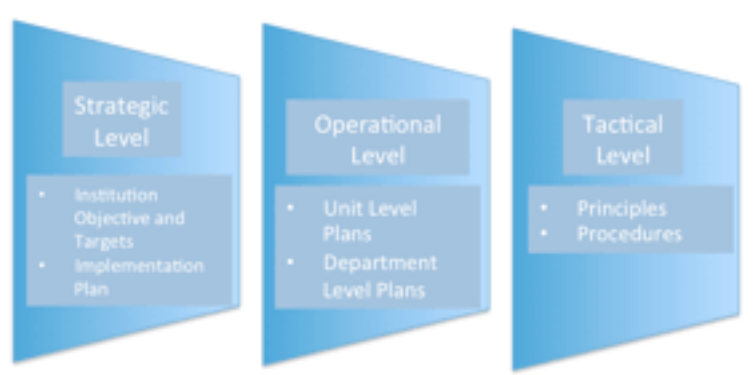 Strategic
Level
• Institution
Objective and
Targets
• Implementation
Plan
Operational
Level
• Unit Level
Plans
• Department
Level Plans
Tactical
Level
• Principles
• Procedures